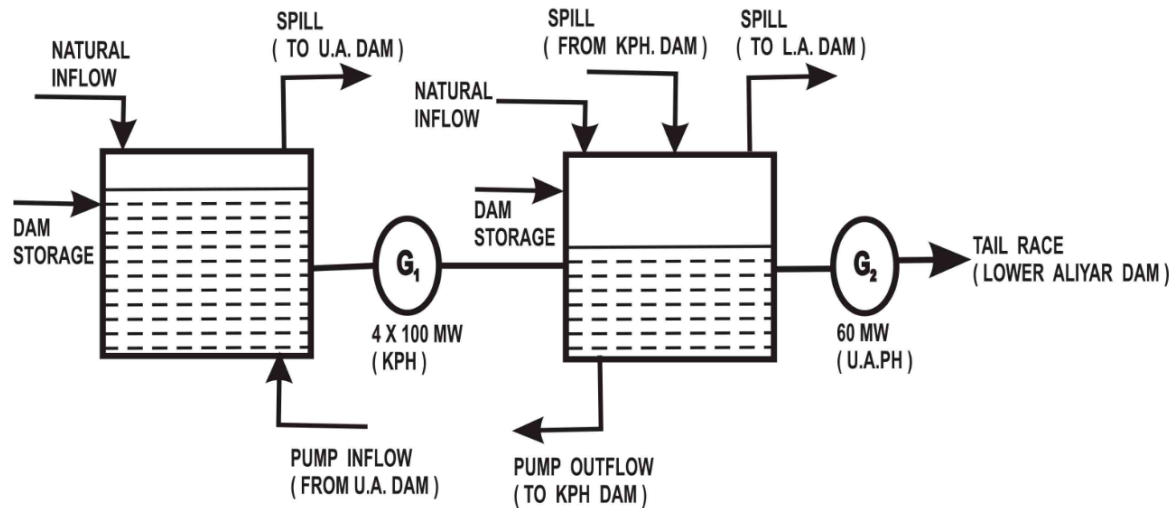 NATURAL
INFLOW
SPILL
( TO U.A. DAM )
DAM
STORAGE
G₁
4 X 100 MW
( KPH )
PUMP INFLOW
( FROM U.A. DAM )
NATURAL
INFLOW
SPILL
( FROM KPH. DAM )
SPILL
( TO L.A. DAM )
DAM
STORAGE
G₂
60 MW
( U.A.PH )
TAIL RACE
( LOWER ALIYAR DAM )
PUMP OUTFLOW
( TO KPH DAM )